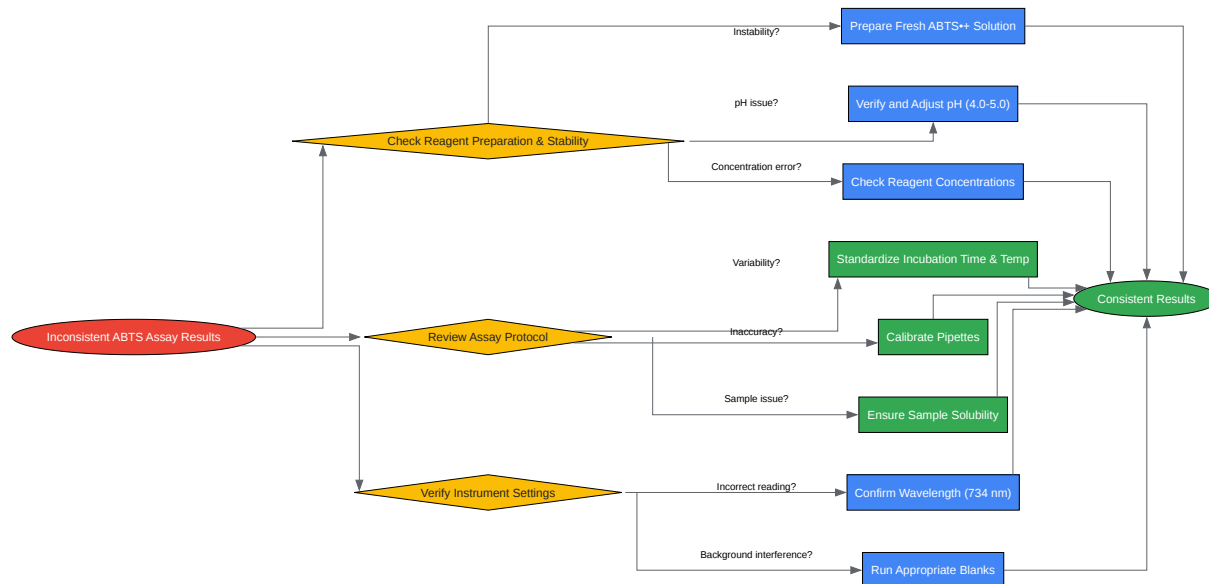 Instability?
Prepare Fresh ABTS•+ Solution
pH issue?
Verify and Adjust pH (4.0-5.0)
Check Reagent Preparation & Stability
Concentration error?
Check Reagent Concentrations
Variability?
Standardize Incubation Time & Temp
Consistent Results
Inconsistent ABTS Assay Results
Review Assay Protocol
Inaccuracy?
Calibrate Pipettes
Sample issue?
Ensure Sample Solubility
Verify Instrument Settings
Incorrect reading?
Confirm Wavelength (734 nm)
Background interference?
Run Appropriate Blanks